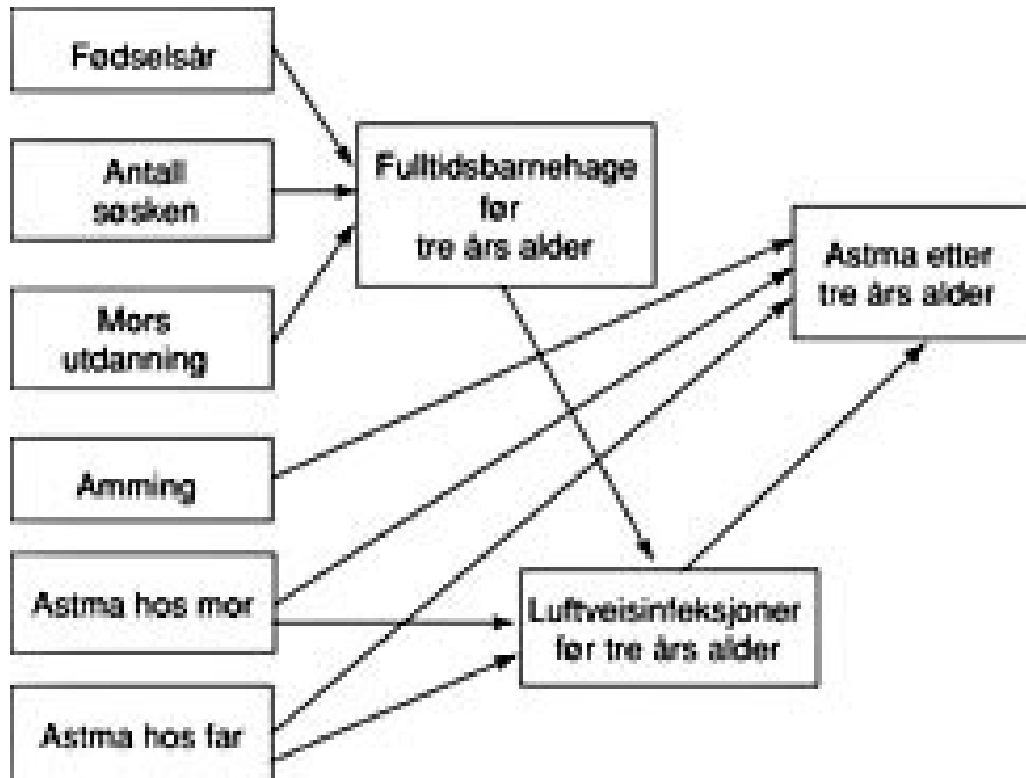 Fødselsår
Antall
søsken
Mors
utdanning
Amming
Astma hos mor
Astma hos far
Fulltidsbarnehage
før
tre års alder
Luftveisinfeksjoner
før tre års alder
Astma etter
tre års alder